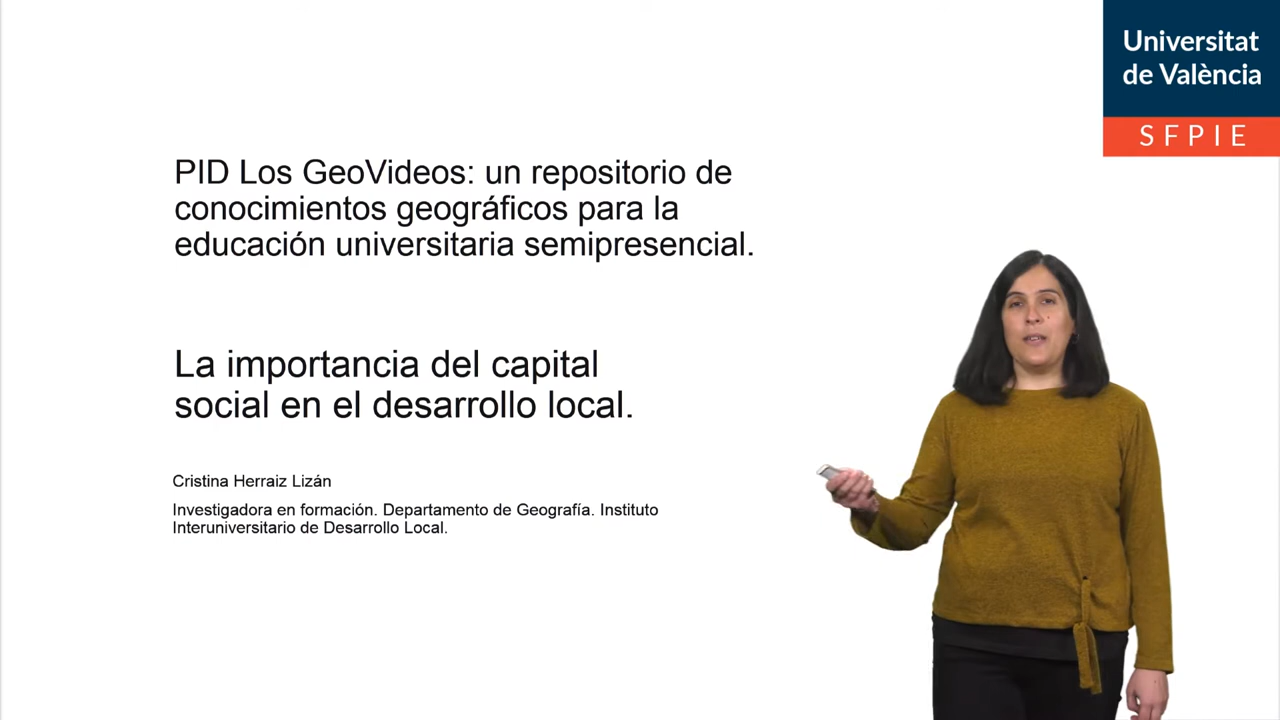 Universitat
de València
SFPIE
PID Los GeoVideos: un repositorio de
conocimientos geográficos para la
educación universitaria semipresencial.
La importancia del capital
social en el desarrollo local.
Cristina Herraiz Lizán
Investigadora en formación. Departamento de Geografía. Instituto
Interuniversitario de Desarrollo Local.